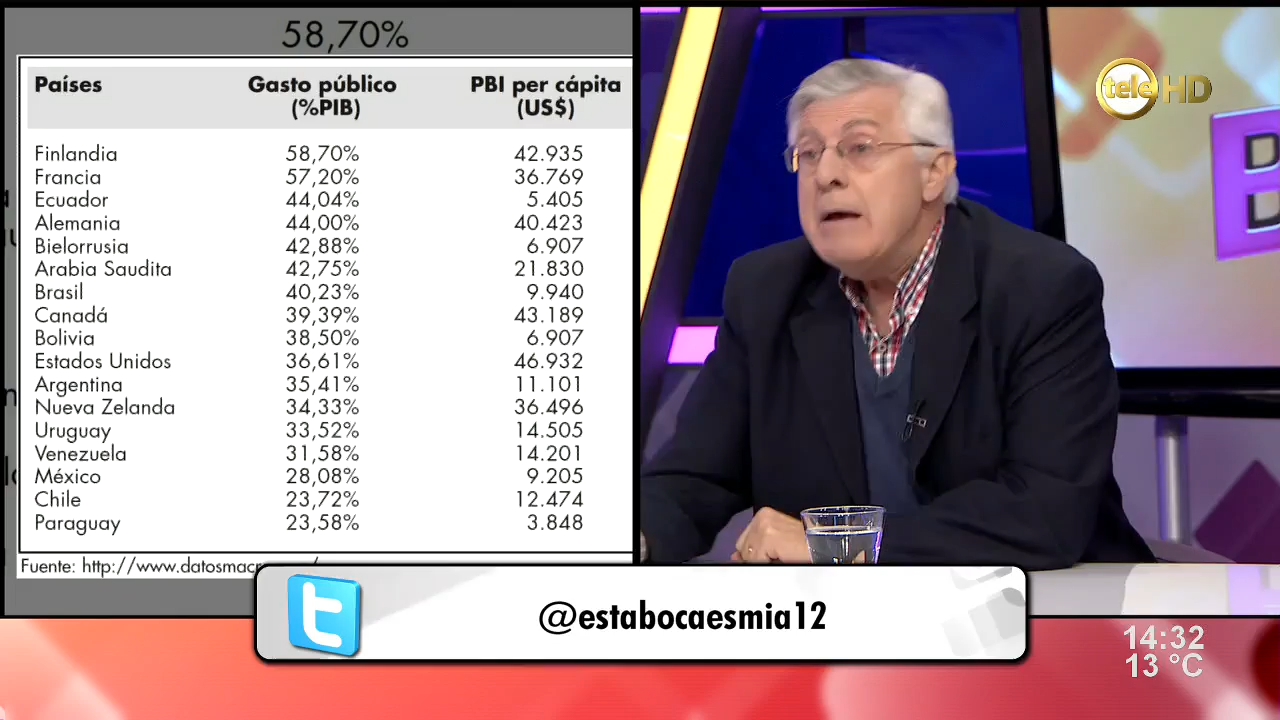 58,70%
Países Gasto público PBI per cápita
(%PIB) (US$)
Finlandia 58,70% 42.935
Francia 57,20% 36.769
Ecuador 44,04% 5.405
Alemania 44,00% 40.423
Bielorrusia 42,88% 6.907
Arabia Saudita 42,75% 21.830
Brasil 40,23% 9.940
Canadá 39,39% 43.189
Bolivia 38,50% 6.907
Estados Unidos 36,61% 46.932
Argentina 35,41% 11.101
Nueva Zelanda 34,33% 36.496
Uruguay 33,52% 14.505
Venezuela 31,58% 14.201
México 28,08% 9.205
Chile 23,72% 12.474
Paraguay 23,58% 3.848
Fuente: http://www.datosmac
tele HD
@estabocaesmia12
14:32
13 °C